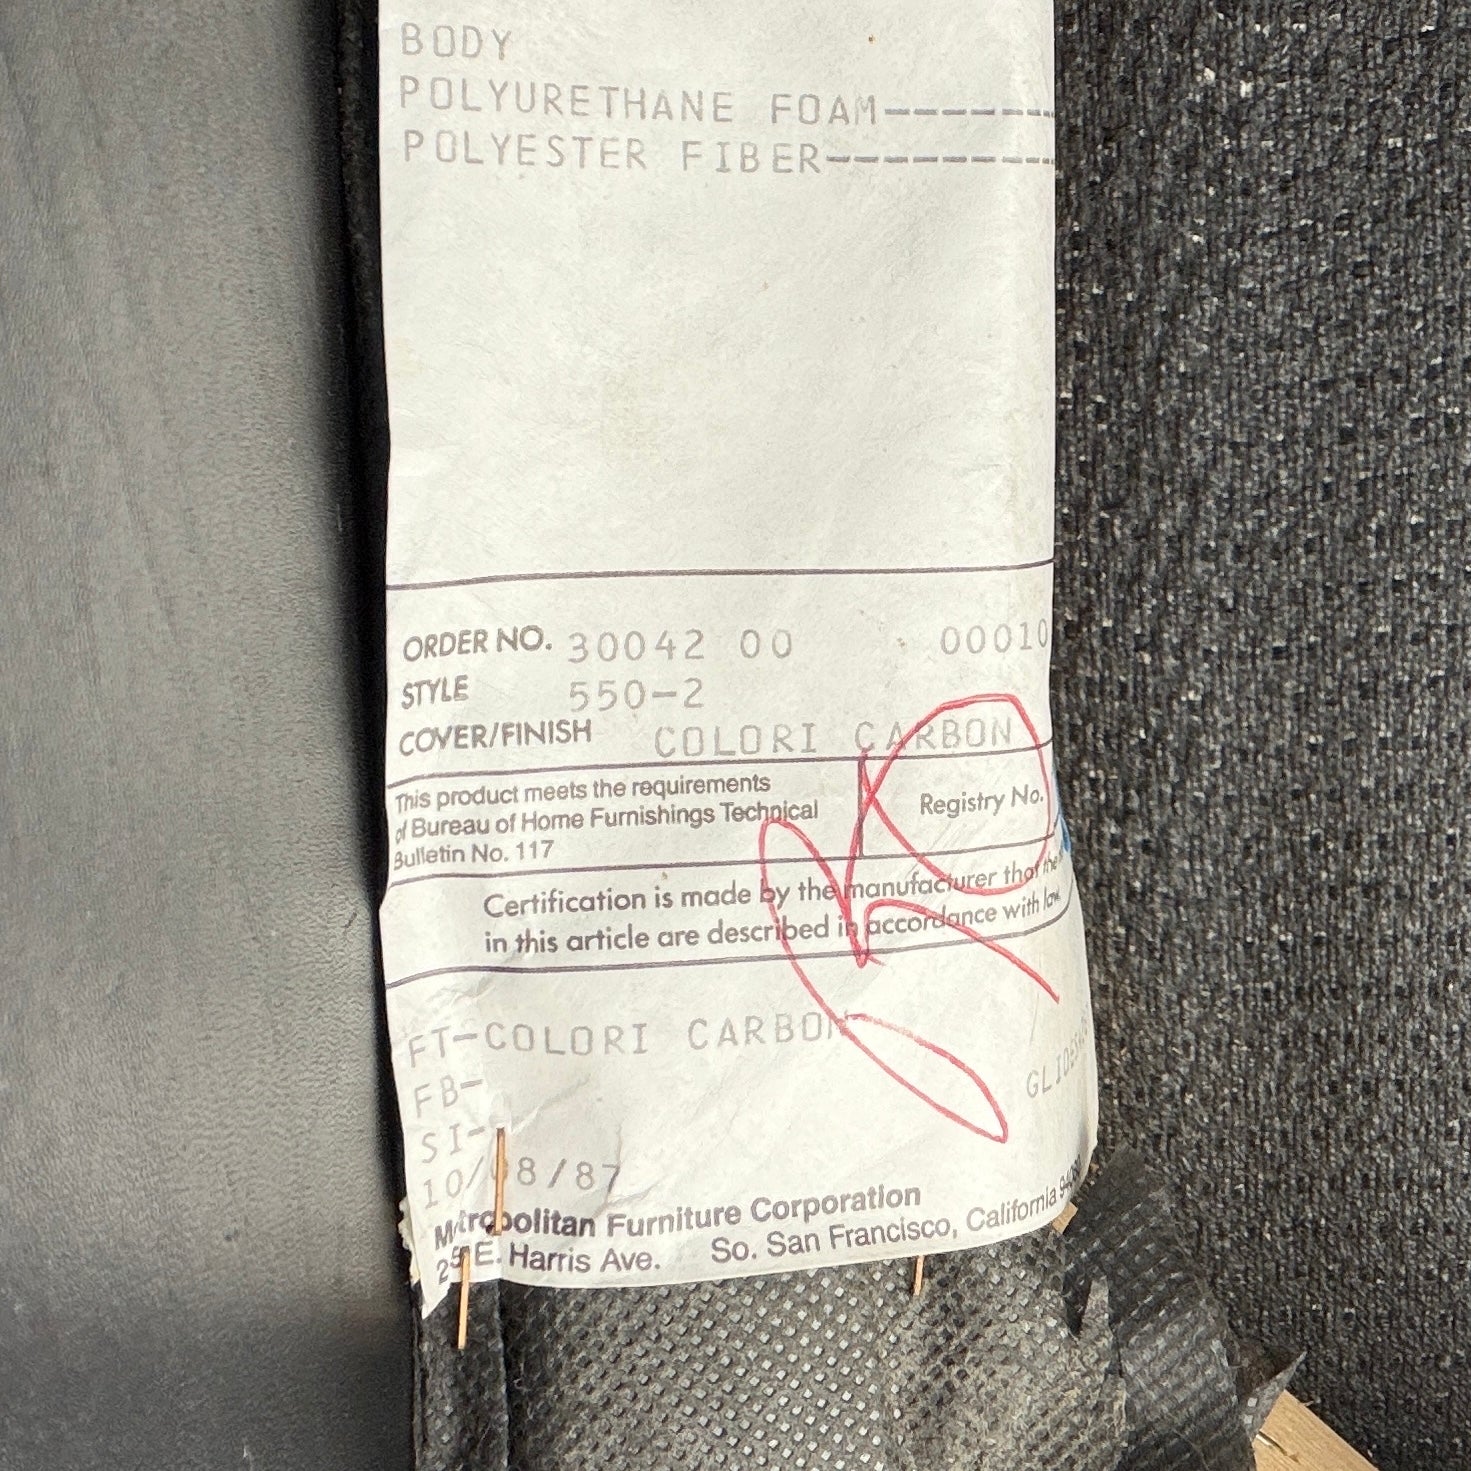 BODY
POLYURETHANE FOAM-------
POLYESTER FIBER---------
ORDER NO. 30042 00 00010
STYLE 550-2
COVER/FINISH COLORI CARBON
This product meets the requirements
of Bureau of Home Furnishings Technical
Bulletin No. 117
Registry No.
Certification is made by the manufacturer that the
in this article are described in accordance with law.
FT-COLORI CARBON
FB-
SI-
10/ 8/87
Metropolitan Furniture Corporation
E. Harris Ave. So. San Francisco, California